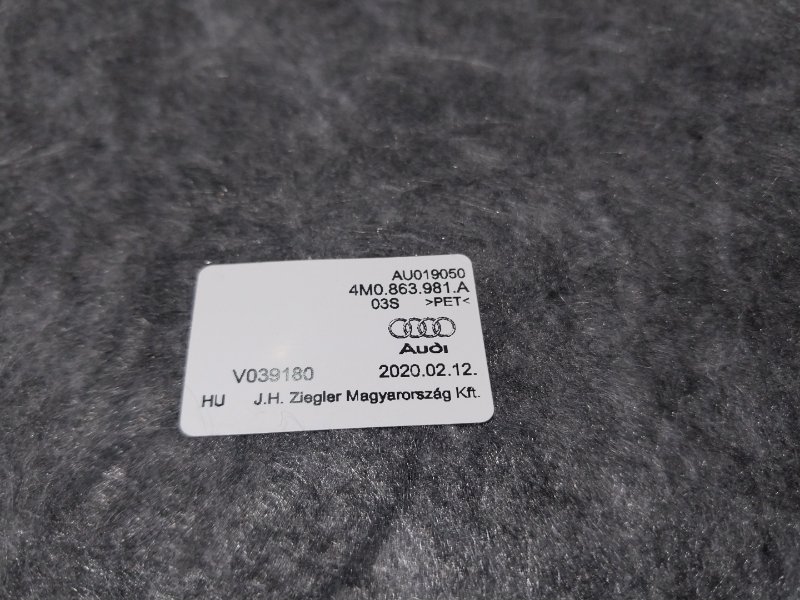 AU019050
4M0.863.981.A
03S >PET<
Audi
V039180 2020.02.12.
HU J.H. Ziegler Magyarország Kft.